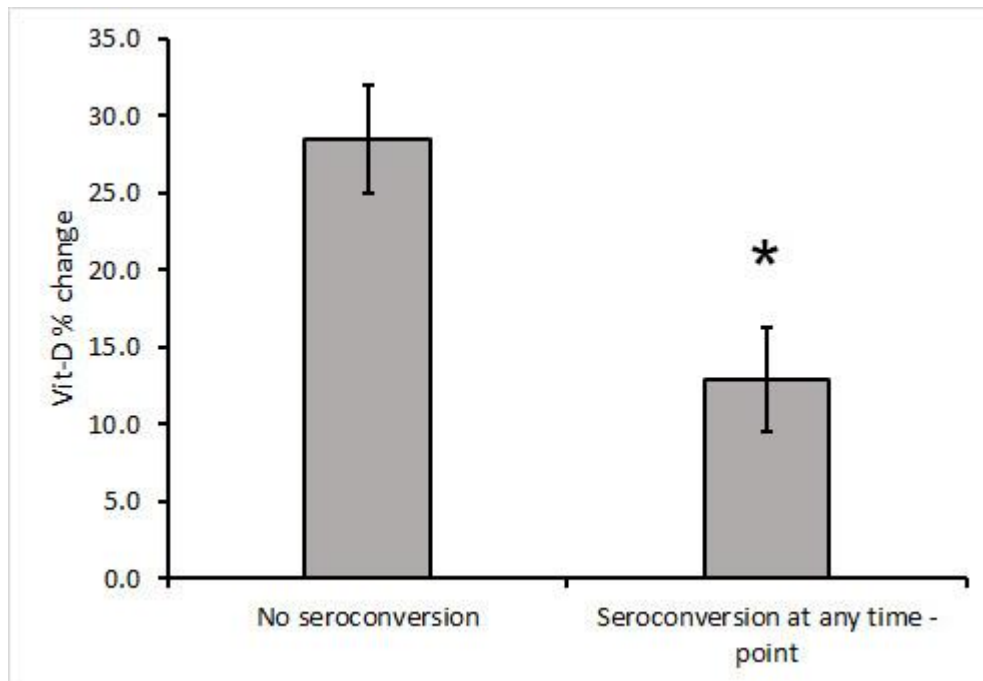 35.0
30.0
25.0
20.0
15.0
10.0
5.0
0.0
Vit-D % change
*
No seroconversion
Seroconversion at any time -
point